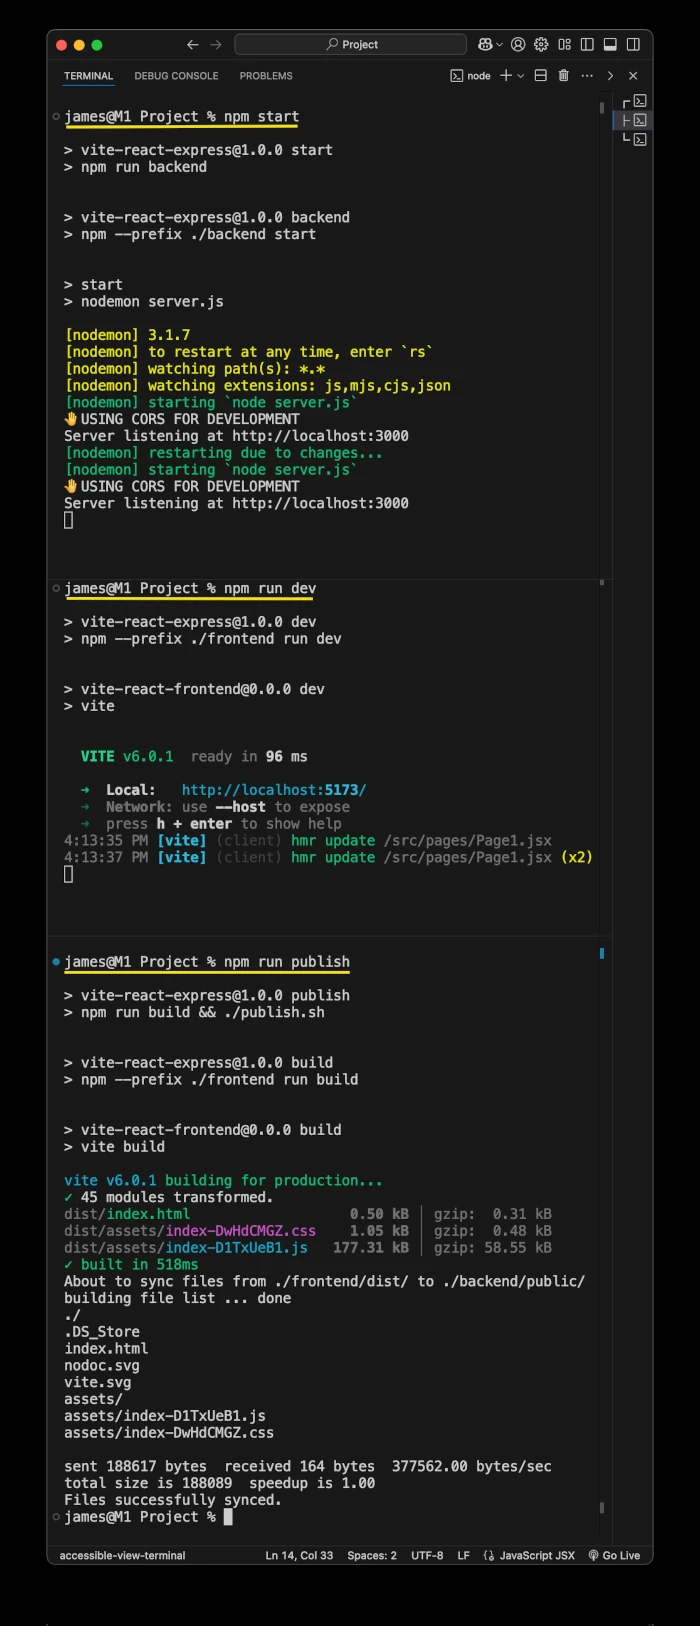 Project
TERMINAL DEBUG CONSOLE PROBLEMS node
james@M1 Project % npm start
> vite-react-express@1.0.0 start
> npm run backend
> vite-react-express@1.0.0 backend
> npm --prefix ./backend start
> start
> nodemon server.js
[nodemon] 3.1.7
[nodemon] to restart at any time, enter `rs`
[nodemon] watching path(s): *.*
[nodemon] watching extensions: js,mjs,cjs,json
[nodemon] starting `node server.js`
🤚USING CORS FOR DEVELOPMENT
Server listening at http://localhost:3000
[nodemon] restarting due to changes...
[nodemon] starting `node server.js`
🤚USING CORS FOR DEVELOPMENT
Server listening at http://localhost:3000
james@M1 Project % npm run dev
> vite-react-express@1.0.0 dev
> npm --prefix ./frontend run dev
> vite-react-frontend@0.0.0 dev
> vite
VITE v6.0.1 ready in 96 ms
➜ Local: http://localhost:5173/
➜ Network: use --host to expose
➜ press h + enter to show help
4:13:35 PM [vite] (client) hmr update /src/pages/Page1.jsx
4:13:37 PM [vite] (client) hmr update /src/pages/Page1.jsx (x2)
james@M1 Project % npm run publish
> vite-react-express@1.0.0 publish
> npm run build && ./publish.sh
> vite-react-express@1.0.0 build
> npm --prefix ./frontend run build
> vite-react-frontend@0.0.0 build
> vite build
vite v6.0.1 building for production...
✓ 45 modules transformed.
dist/index.html 0.50 kB │ gzip: 0.31 kB
dist/assets/index-DwHdCMGZ.css 1.05 kB │ gzip: 0.48 kB
dist/assets/index-D1TxUeB1.js 177.31 kB │ gzip: 58.55 kB
✓ built in 518ms
About to sync files from ./frontend/dist/ to ./backend/public/
building file list ... done
./
.DS_Store
index.html
nodoc.svg
vite.svg
assets/
assets/index-D1TxUeB1.js
assets/index-DwHdCMGZ.css
sent 188617 bytes received 164 bytes 377562.00 bytes/sec
total size is 188089 speedup is 1.00
Files successfully synced.
james@M1 Project %
accessible-view-terminal Ln 14, Col 33 Spaces: 2 UTF-8 LF JavaScript JSX Go Live